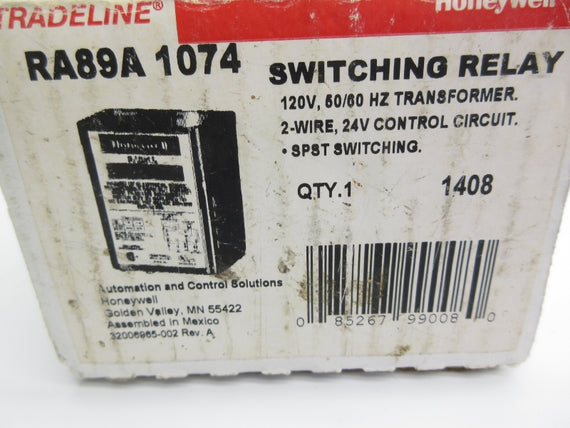 TRADELINE®
Honeywell
RA89A 1074
SWITCHING RELAY
120V, 50/60 HZ TRANSFORMER.
2-WIRE, 24V CONTROL CIRCUIT.
• SPST SWITCHING.
QTY.1 1408
Honeywell
Automation and Control Solutions
Honeywell
Golden Valley, MN 55422
Assembled in Mexico
32006965-002 Rev. A
0 85267 99008 0